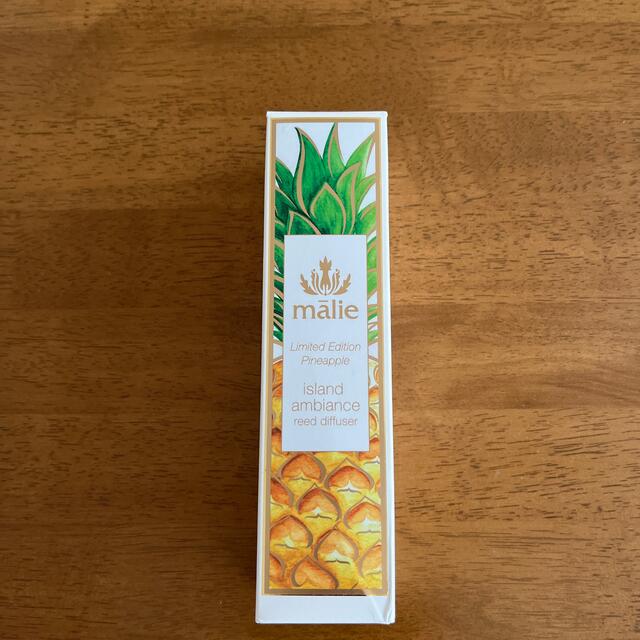 mālie
Limited Edition
Pineapple
island
ambiance
reed diffuser